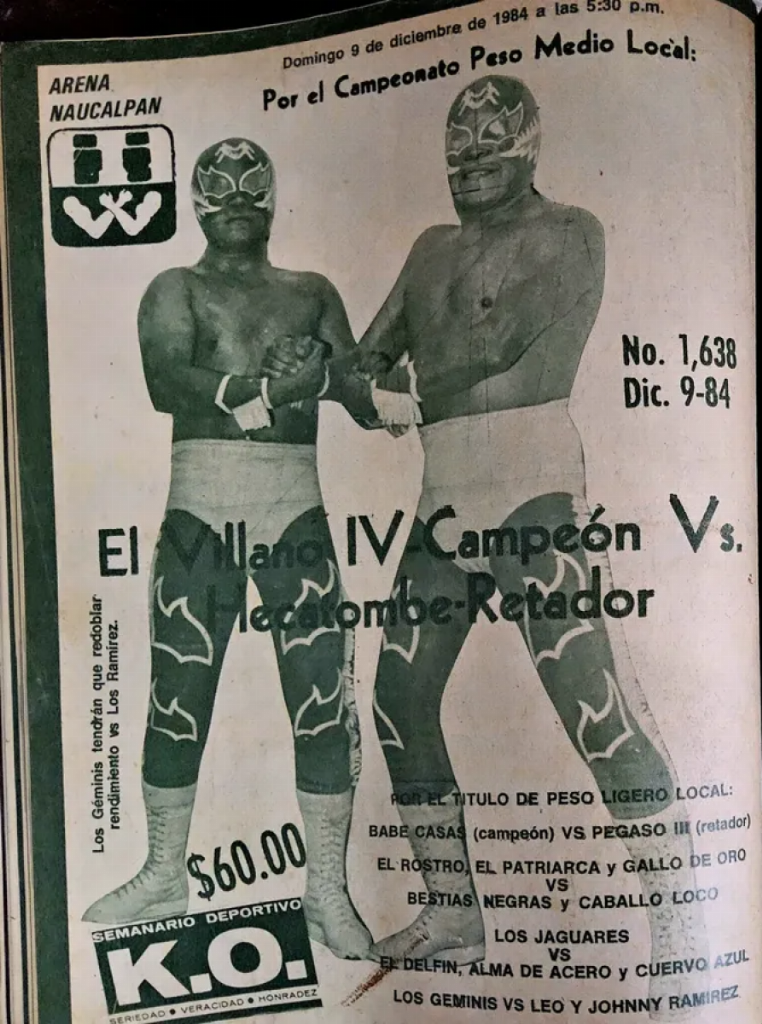 Domingo 9 de diciembre de 1984 a las 5:30 p.m.
ARENA
NAUCALPAN
Por el Campeonato Peso Medio Local:
No. 1,638
Dic. 9-84
El Villano IV-Campeón Vs.
Hecatombe-Retador
Los Géminis tendrán que redoblar
rendimiento vs Los Ramírez.
POR EL TITULO DE PESO LIGERO LOCAL:
BABE CASAS (campeón) VS PEGASO III (retador)
EL ROSTRO, EL PATRIARCA y GALLO DE ORO
VS
BESTIAS NEGRAS y CABALLO LOCO
LOS JAGUARES
VS
EL DELFIN, ALMA DE ACERO y CUERVO AZUL
LOS GEMINIS VS LEO Y JOHNNY RAMIREZ
$60.00
SEMANARIO DEPORTIVO
K.O.
SERIEDAD • VERACIDAD • HONRADEZ